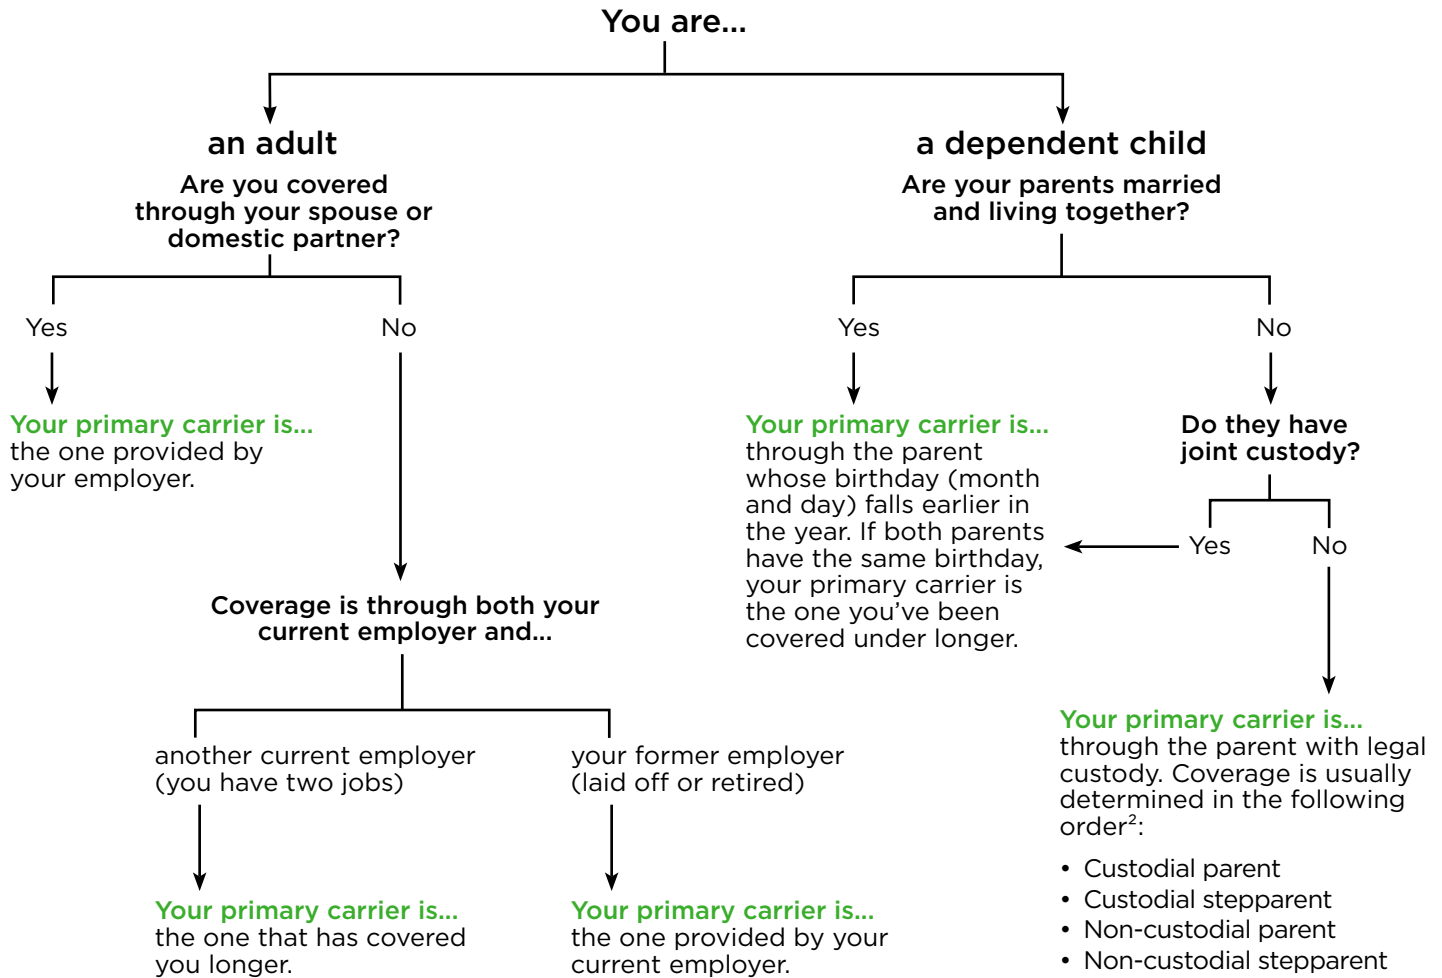 You are...
an adult
Are you covered
through your spouse or
domestic partner?
Yes
No
Your primary carrier is...
the one provided by
your employer.
Coverage is through both your
current employer and...
another current employer
(you have two jobs)
your former employer
(laid off or retired)
Your primary carrier is...
the one that has covered
you longer.
Your primary carrier is...
the one provided by your
current employer.
a dependent child
Are your parents married
and living together?
Yes
No
Your primary carrier is...
through the parent
whose birthday (month
and day) falls earlier in
the year. If both parents
have the same birthday,
your primary carrier is
the one you’ve been
covered under longer.
Do they have
joint custody?
Yes
No
Your primary carrier is...
through the parent with legal
custody. Coverage is usually
determined in the following
order²:
• Custodial parent
• Custodial stepparent
• Non-custodial parent
• Non-custodial stepparent